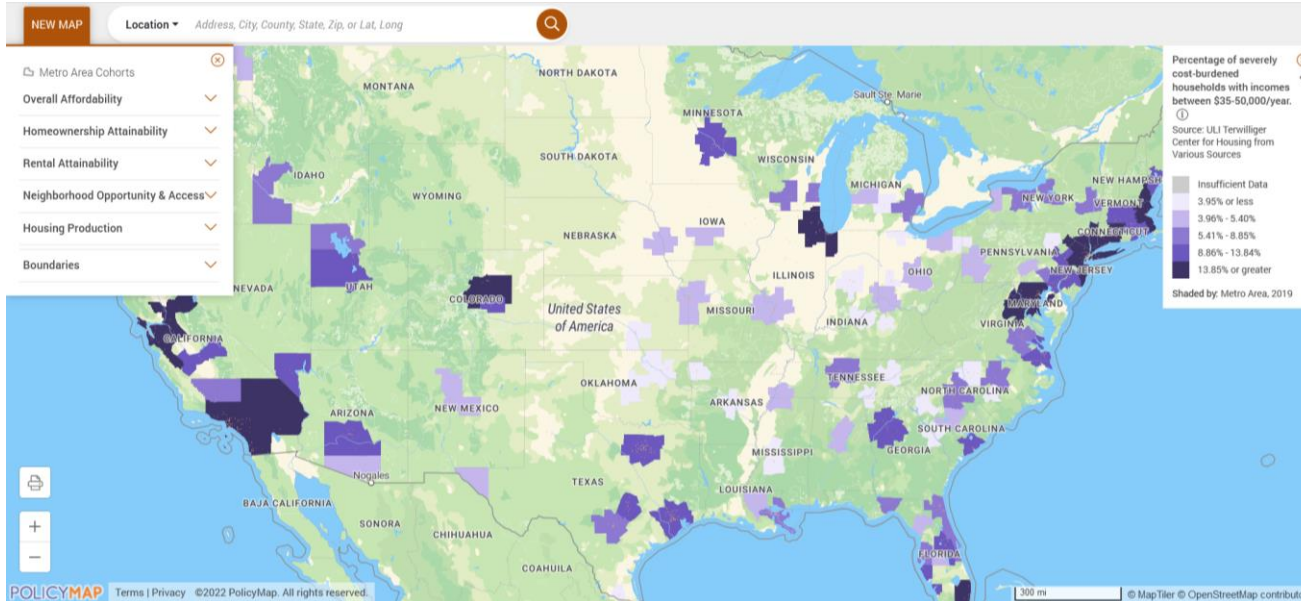 NEW MAP
Location
Address, City, County, State, Zip, or Lat, Long
Metro Area Cohorts
Overall Affordability
Homeownership Attainability
Rental Attainability
Neighborhood Opportunity & Access
Housing Production
Boundaries
Percentage of severely
cost-burdened
households with incomes
between $35-50,000/year.
Source: ULI Terwilliger
Center for Housing from
Various Sources
Insufficient Data
3.95% or less
3.96% - 5.40%
5.41% - 8.85%
8.86% - 13.84%
13.85% or greater
Shaded by: Metro Area, 2019
NORTH DAKOTA
MONTANA
Sault Ste. Marie
MINNESOTA
SOUTH DAKOTA
WISCONSIN
IDAHO
MICHIGAN
NEW HAMPSH
WYOMING
NEW YORK
VERMONT
IOWA
NEBRASKA
CONNECTICUT
PENNSYLVANIA
OHIO
NEW JERSEY
ILLINOIS
NEVADA
UTAH
COLORADO
United States
of America
MISSOURI
MARYLAND
INDIANA
VIRGINIA
CALIFORNIA
TENNESSEE
OKLAHOMA
NORTH CAROLINA
ARKANSAS
NEW MEXICO
ARIZONA
SOUTH CAROLINA
GEORGIA
MISSISSIPPI
Nogales
TEXAS
LOUISIANA
BAJA CALIFORNIA
SONORA
CHIHUAHUA
FLORIDA
COAHUILA
+
−
POLICYMAP
Terms | Privacy ©2022 PolicyMap. All rights reserved.
300 mi
© MapTiler © OpenStreetMap contributo